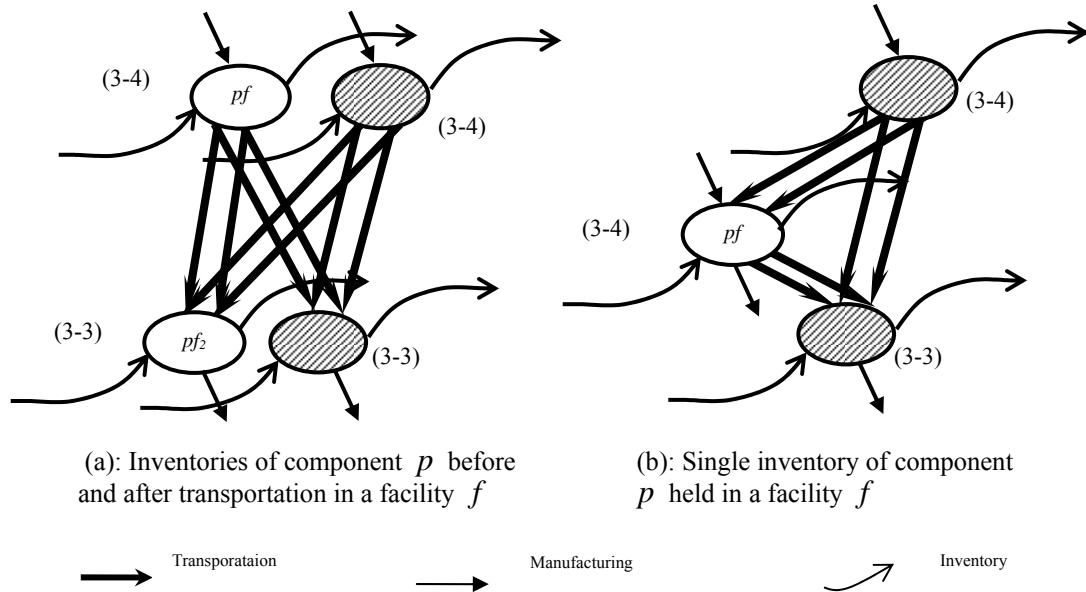 (3-4)
pf
(3-4)
(3-3)
pf2
(3-3)
(3-4)
(3-4)
pf
(3-3)
(a): Inventories of component p before
and after transportation in a facility f
(b): Single inventory of component
p held in a facility f
Transporataion
Manufacturing
Inventory